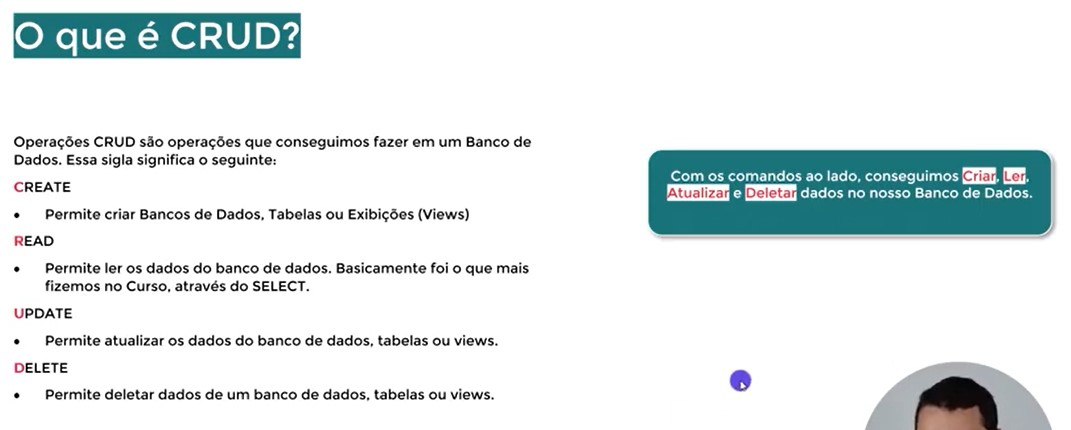 O que é CRUD?
Operações CRUD são operações que conseguimos fazer em um Banco de
Dados. Essa sigla significa o seguinte:
CREATE
• Permite criar Bancos de Dados, Tabelas ou Exibições (Views)
READ
• Permite ler os dados do banco de dados. Basicamente foi o que mais
fizemos no Curso, através do SELECT.
UPDATE
• Permite atualizar os dados do banco de dados, tabelas ou views.
DELETE
• Permite deletar dados de um banco de dados, tabelas ou views.
Com os comandos ao lado, conseguimos Criar, Ler,
Atualizar e Deletar dados no nosso Banco de Dados.